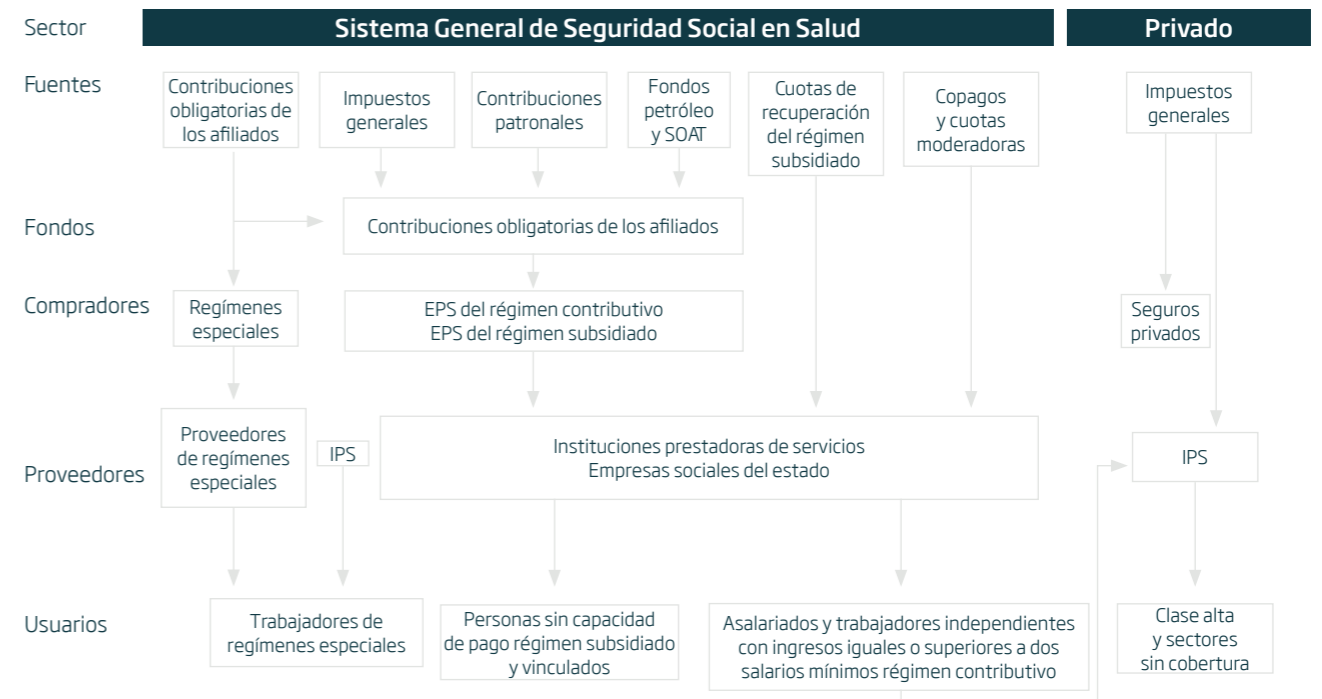 Sector
Sistema General de Seguridad Social en Salud
Privado
Fuentes
Contribuciones
obligatorias de
los afiliados
Impuestos
generales
Contribuciones
patronales
Fondos
petróleo
y SOAT
Cuotas de
recuperación
del régimen
subsidiado
Copagos
y cuotas
moderadoras
Impuestos
generales
Fondos
Contribuciones obligatorias de los afiliados
Compradores
Regímenes
especiales
EPS del régimen contributivo
EPS del régimen subsidiado
Seguros
privados
Proveedores
Proveedores
de regímenes
especiales
IPS
Instituciones prestadoras de servicios
Empresas sociales del estado
IPS
Usuarios
Trabajadores de
regímenes especiales
Personas sin capacidad
de pago régimen subsidiado
y vinculados
Asalariados y trabajadores independientes
con ingresos iguales o superiores a dos
salarios mínimos régimen contributivo
Clase alta
y sectores
sin cobertura